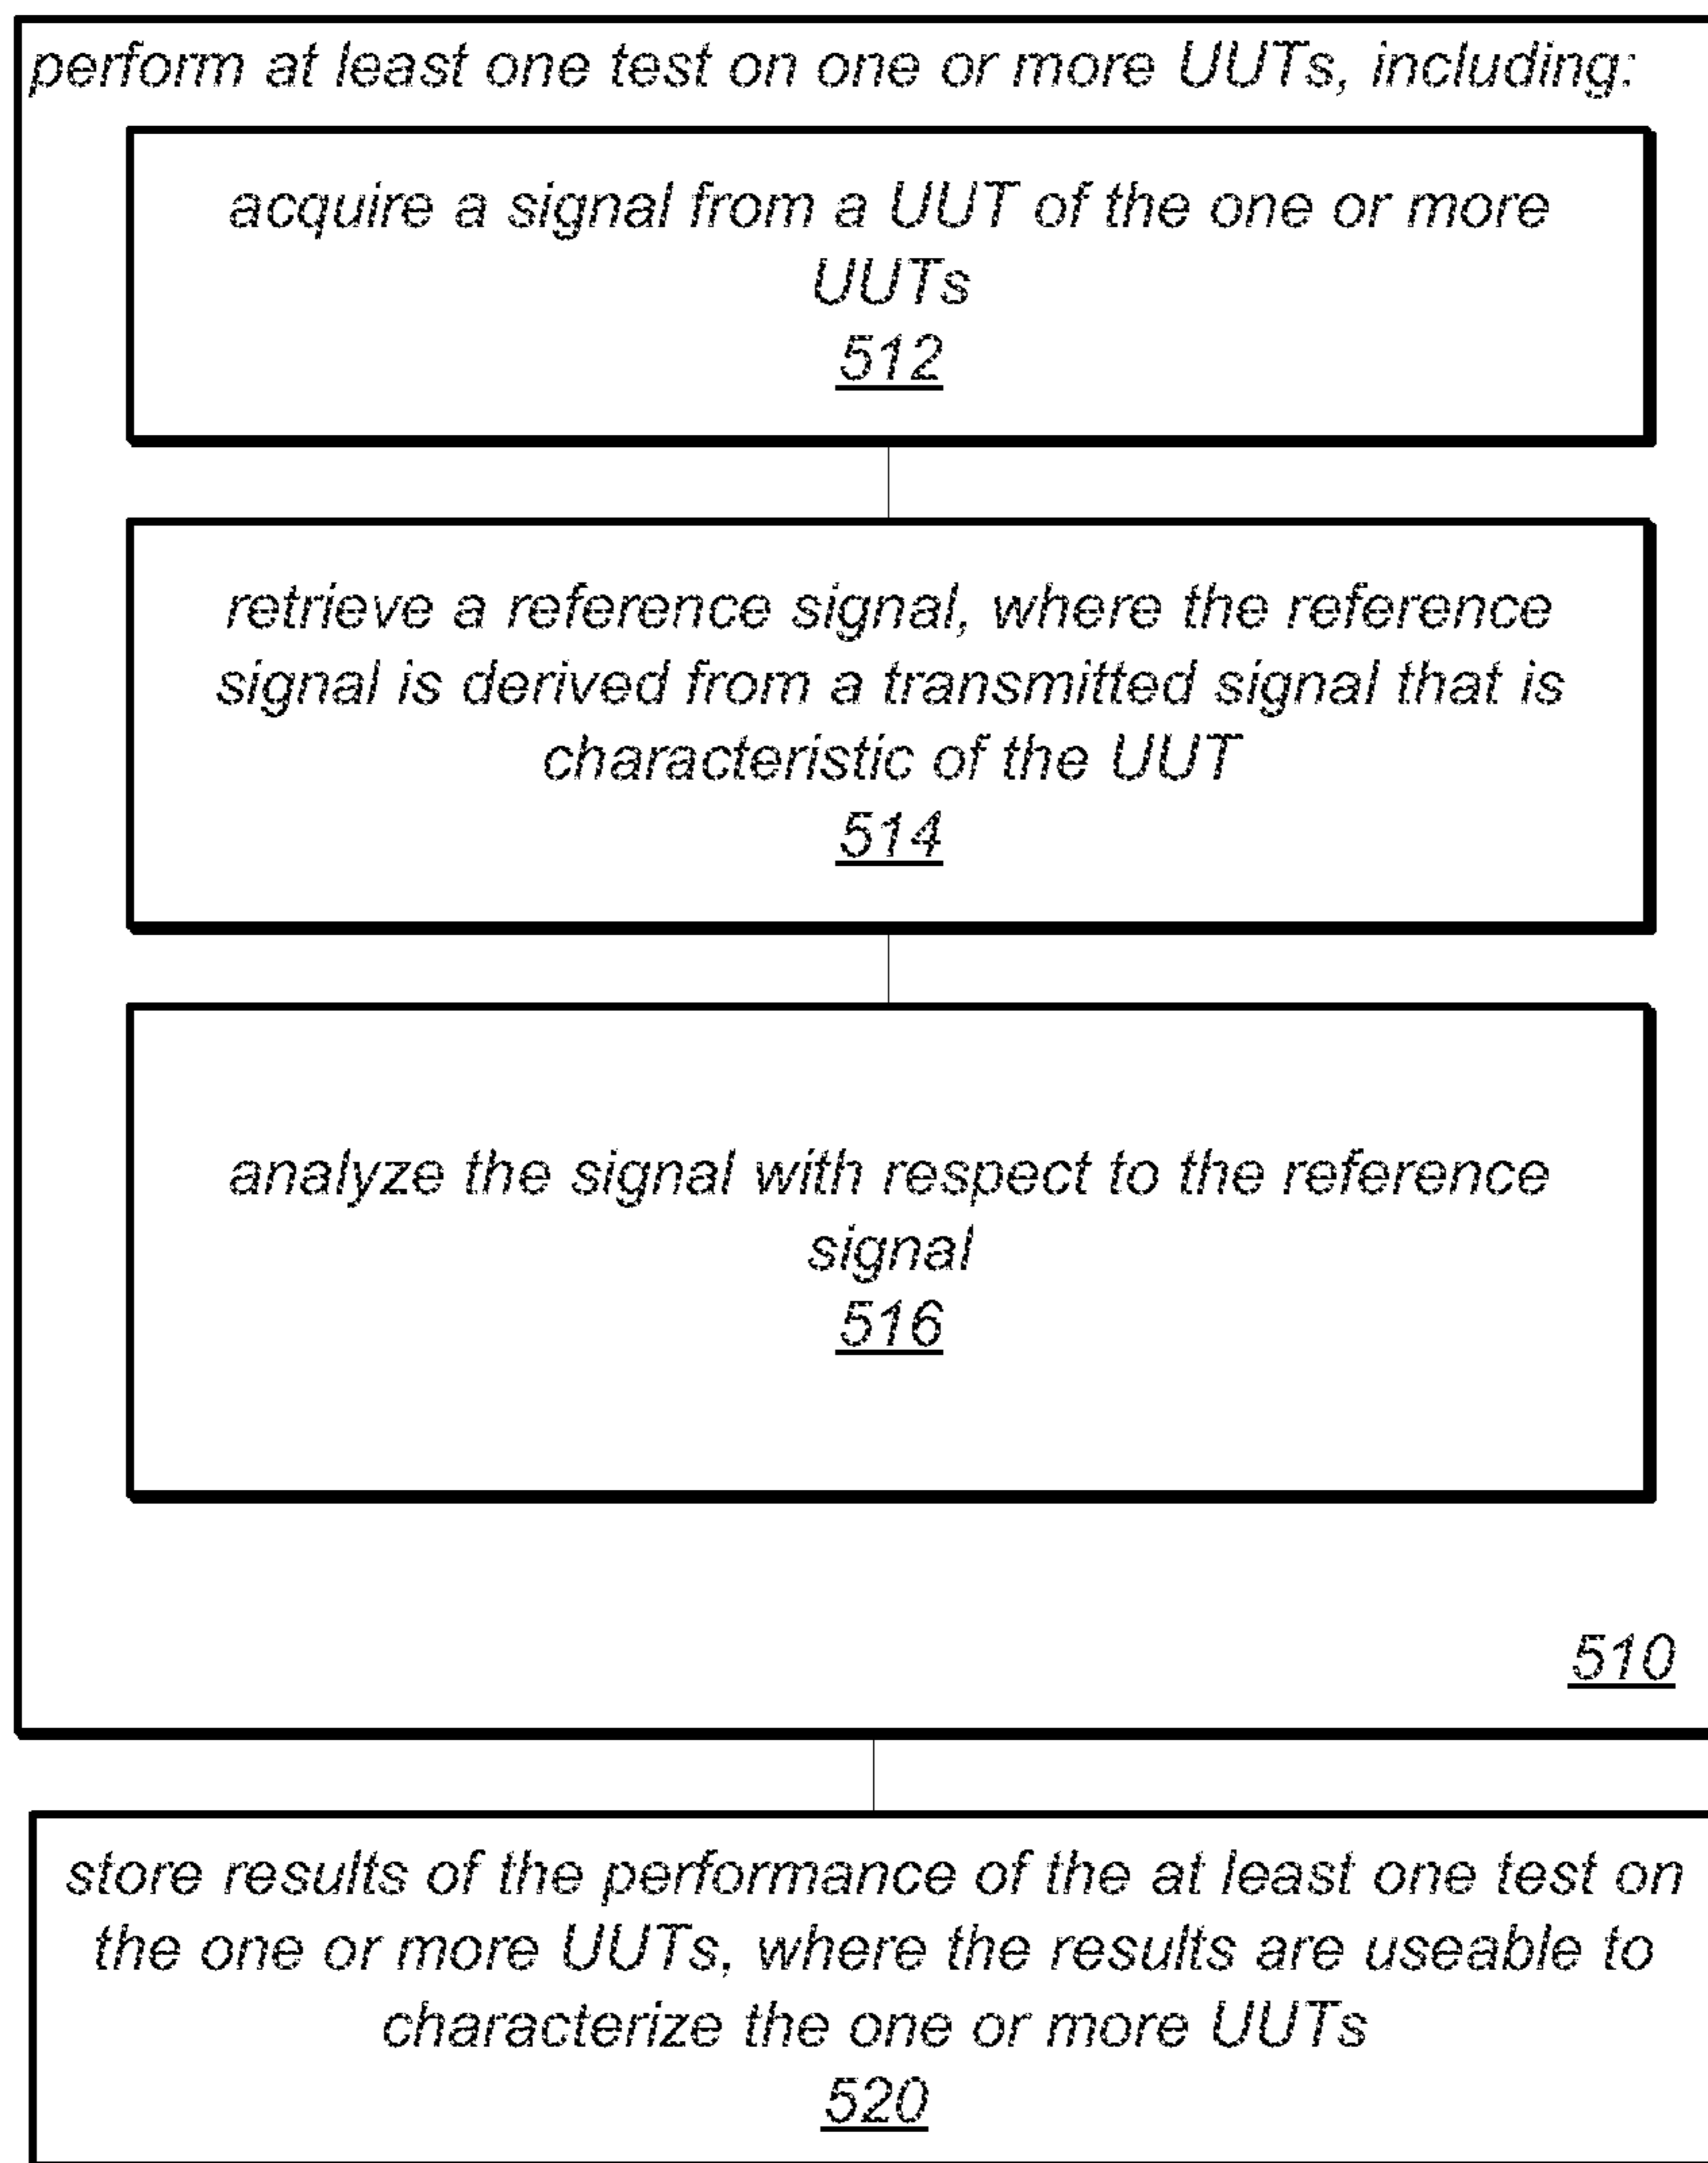 perform at least one test on one or more UUTs, including:
acquire a signal from a UUT of the one or more
UUTs
512
retrieve a reference signal, where the reference
signal is derived from a transmitted signal that is
characteristic of the UUT
514
analyze the signal with respect to the reference
signal
516
510
store results of the performance of the at least one test on
the one or more UUTs, where the results are useable to
characterize the one or more UUTs
520